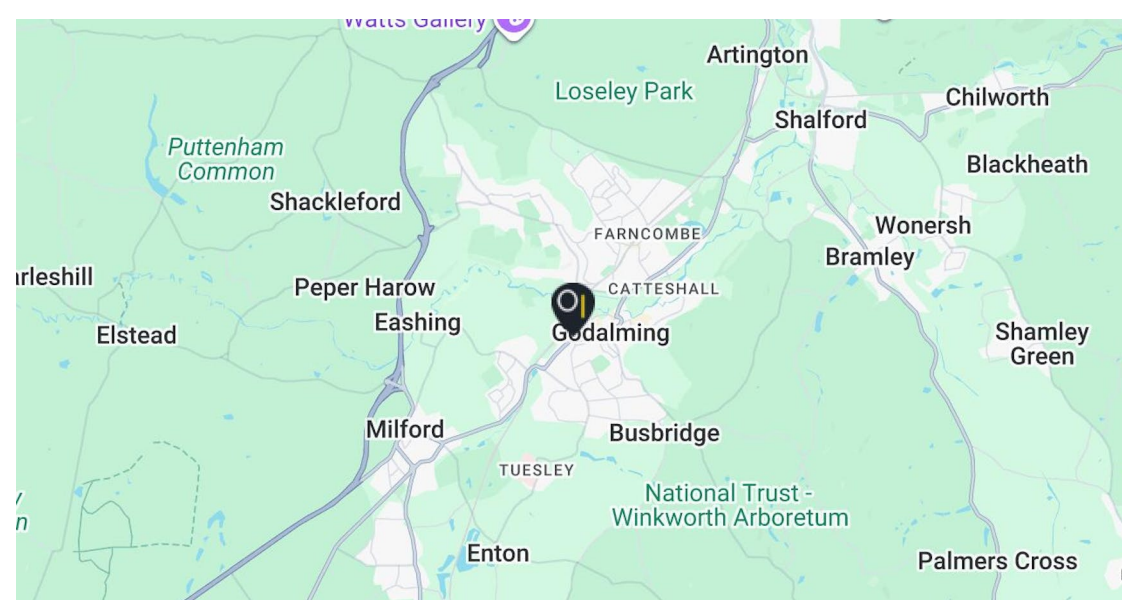 Watts Gallery
Artington
Loseley Park
Chilworth
Shalford
Puttenham
Common
Blackheath
Shackleford
Wonersh
FARNCOMBE
Bramley
arleshill
Peper Harow
CATTESHALL
Eashing
Elstead
Godalming
Shamley
Green
Milford
Busbridge
TUESLEY
National Trust -
Winkworth Arboretum
Enton
Palmers Cross